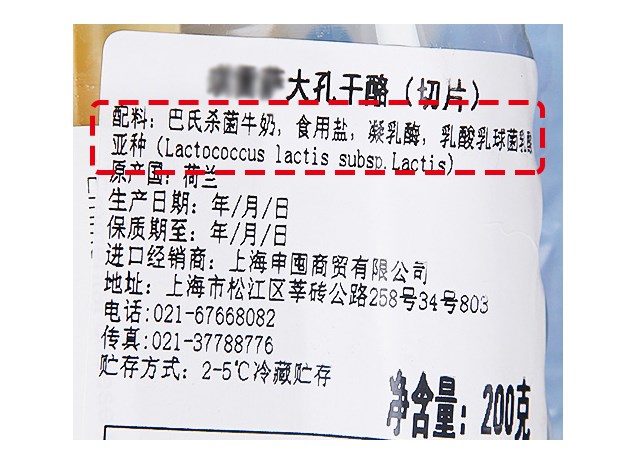 大孔干酪（切片）
配料：巴氏杀菌牛奶，食用盐，凝乳酶，乳酸乳球菌乳酸
亚种（Lactococcus lactis subsp.Lactis）
原产国：荷兰
生产日期：年/月/日
保质期至：年/月/日
进口经销商：上海申囤商贸有限公司
地址：上海市松江区莘砖公路258号34号803
电话:021-67668082
传真:021-37788776
贮存方式：2-5℃冷藏贮存
净含量：200克